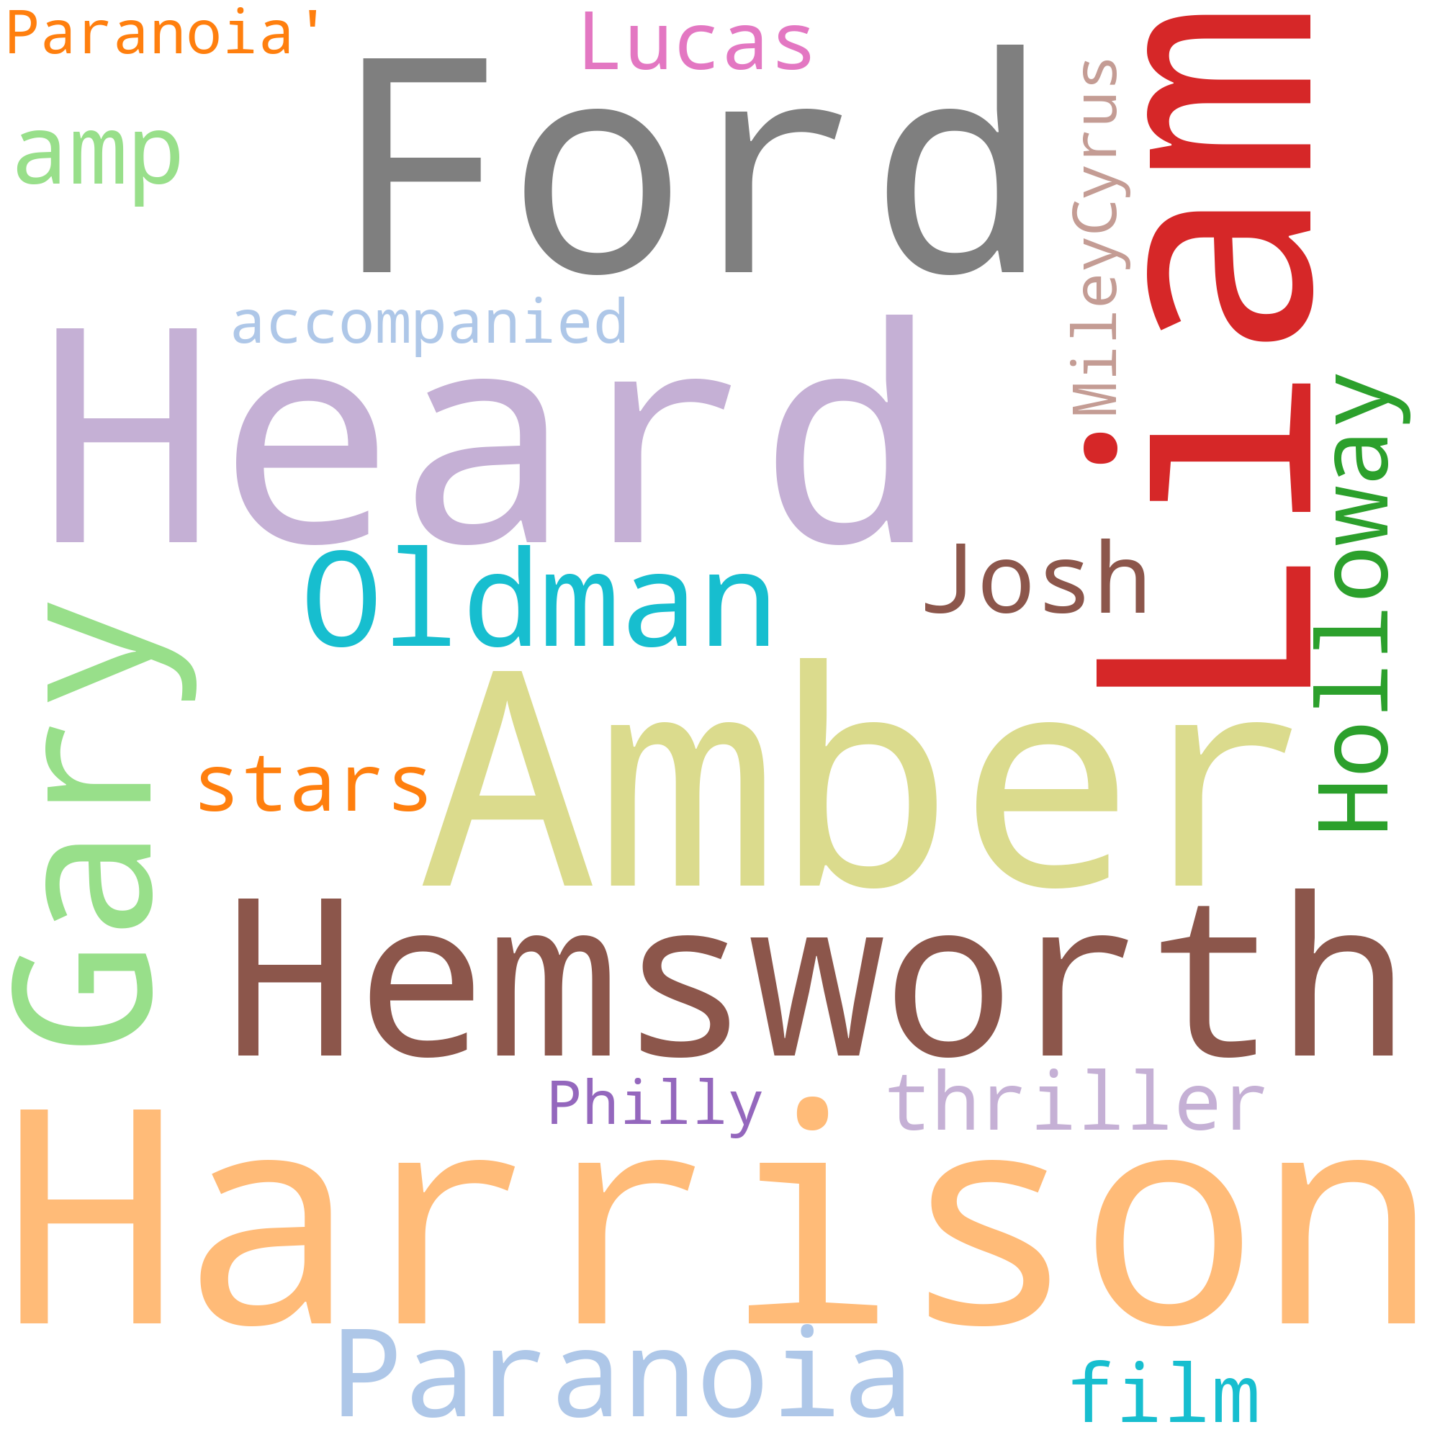 Paranoia'
Lucas
Ford
Liam
MileyCyrus
amp
accompanied
Heard
Holloway
Oldman
Josh
Gary
Amber
stars
Hemsworth
Philly
thriller
Harrison
Paranoia
film